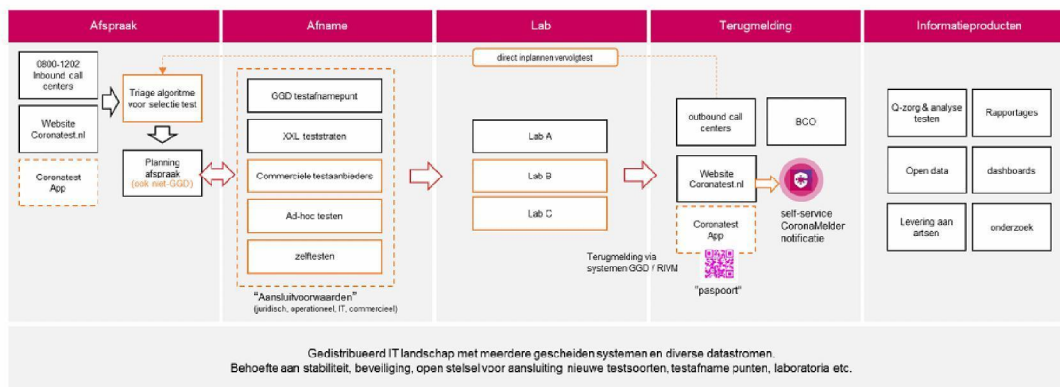 Afspraak
Afname
Lab
Terugmelding
Informatieproducten
0800-1202
Inbound call
centers
Website
Coronatest.nl
Coronatest
App
Triage algoritme
voor selectie test
Planning
afspraak
(ook niet-GGD)
direct inplannen vervolgtest
GGD testafnamepunt
XXL teststraten
Commerciele testaanbieders
Ad-hoc testen
zelftesten
"Aansluitvoorwaarden"
(juridisch, operationeel, IT, commercieel)
Lab A
Lab B
Lab C
outbound call
centers
BCO
Website
Coronatest.nl
Coronatest
App
self-service
CoronaMelder
notificatie
Terugmelding via
systemen GGD / RIVM
"paspoort"
Q-zorg & analyse
testen
Rapportages
Open data
dashboards
Levering aan
artsen
onderzoek
Gedistribueerd IT landschap met meerdere gescheiden systemen en diverse datastromen.
Behoefte aan stabiliteit, beveiliging, open stelsel voor aansluiting nieuwe testsoorten, testafname punten, laboratoria etc.